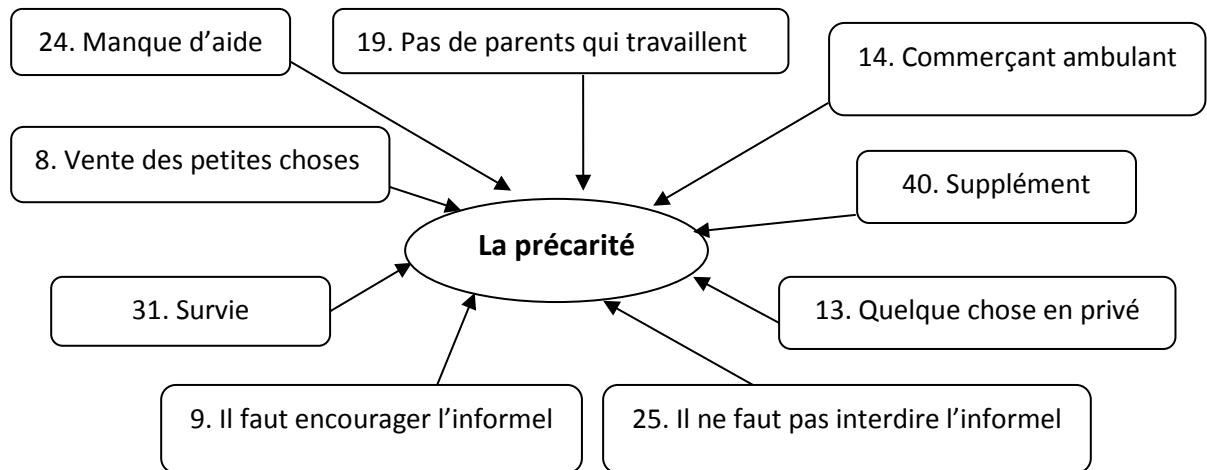 24. Manque d’aide
19. Pas de parents qui travaillent
14. Commerçant ambulant
8. Vente des petites choses
40. Supplément
La précarité
31. Survie
13. Quelque chose en privé
9. Il faut encourager l’informel
25. Il ne faut pas interdire l’informel